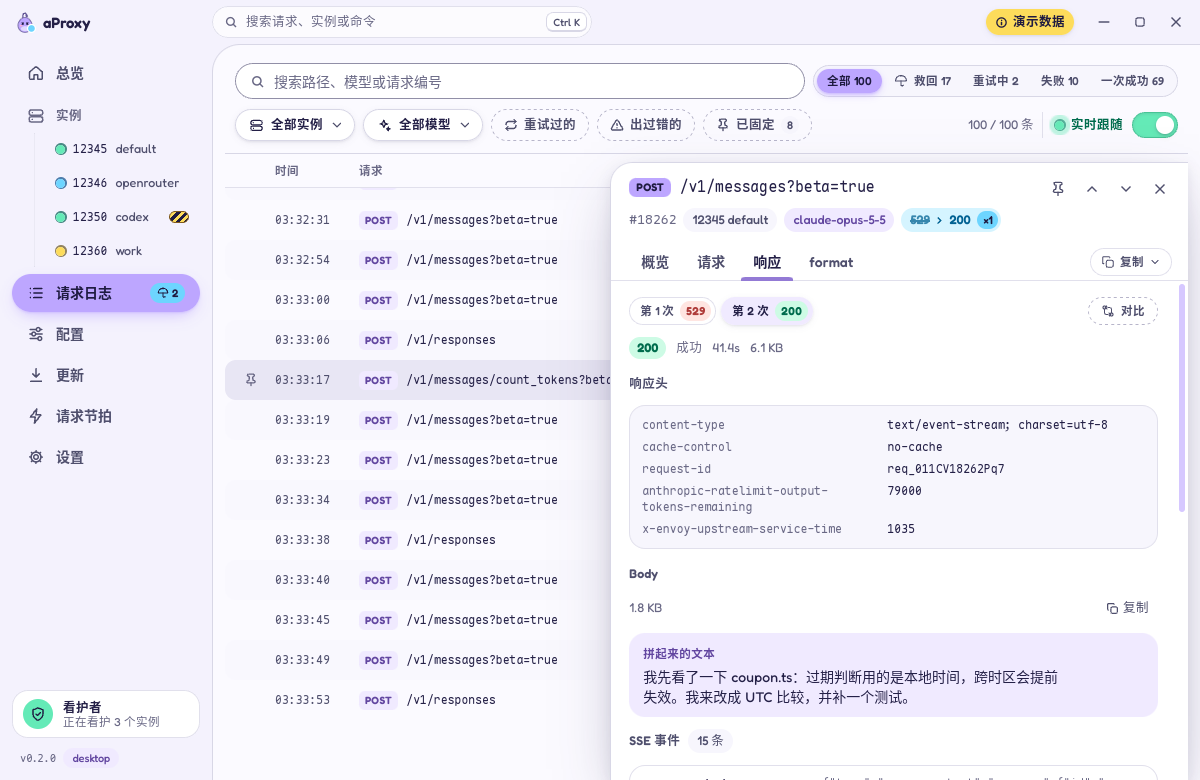 aProxy
搜索请求、实例或命令
Ctrl K
演示数据
总览
实例
12345 default
12346 openrouter
12350 codex
12360 work
请求日志 2
配置
更新
请求节拍
设置
看护者
正在看护 3 个实例
v0.2.0 desktop
搜索路径、模型或请求编号
全部 100 救回 17 重试中 2 失败 10 一次成功 69
全部实例 全部模型 重试过的 出过错的 已固定 8
100 / 100 条 实时跟随
时间 请求
03:32:31 POST /v1/messages?beta=true
03:32:54 POST /v1/messages?beta=true
03:33:00 POST /v1/messages?beta=true
03:33:06 POST /v1/responses
03:33:17 POST /v1/messages/count_tokens?beta
03:33:19 POST /v1/messages?beta=true
03:33:23 POST /v1/messages?beta=true
03:33:34 POST /v1/messages?beta=true
03:33:38 POST /v1/responses
03:33:40 POST /v1/messages?beta=true
03:33:45 POST /v1/messages?beta=true
03:33:49 POST /v1/messages?beta=true
03:33:53 POST /v1/responses
POST /v1/messages?beta=true
#18262 12345 default claude-opus-5-5 529 > 200 x1
概览 请求 响应 format
复制
第 1 次 529 第 2 次 200
对比
200 成功 41.4s 6.1 KB
响应头
content-type text/event-stream; charset=utf-8
cache-control no-cache
request-id req_011CV18262Pq7
anthropic-ratelimit-output-tokens-remaining 79000
x-envoy-upstream-service-time 1035
Body
1.8 KB 复制
拼起来的文本
我先看了一下 coupon.ts：过期判断用的是本地时间，跨时区会提前
失效。我来改成 UTC 比较，并补一个测试。
SSE 事件 15 条